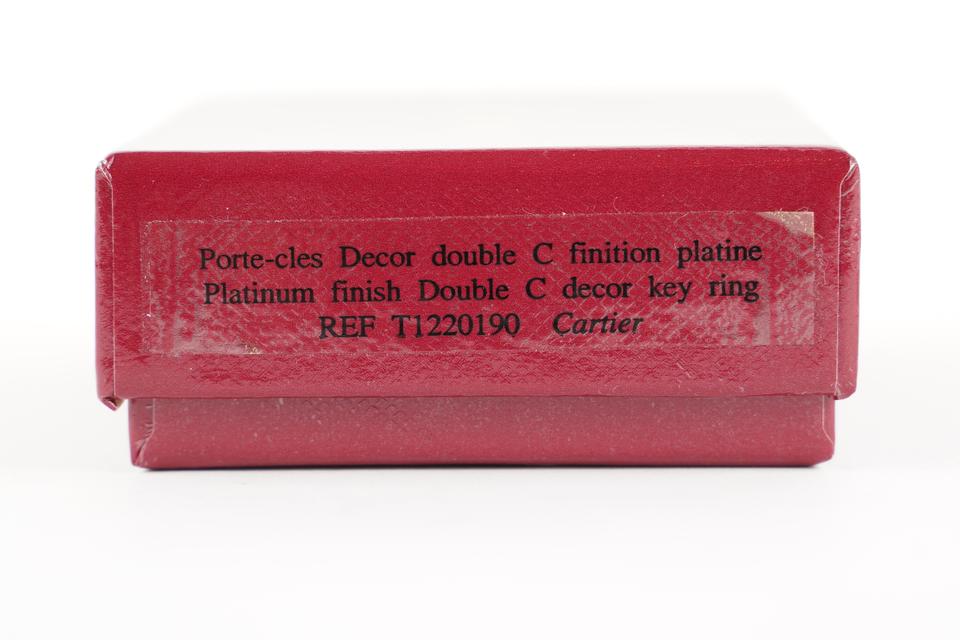 Porte-cles Decor double C finition platine
Platinum finish Double C decor key ring
REF T1220190 Cartier